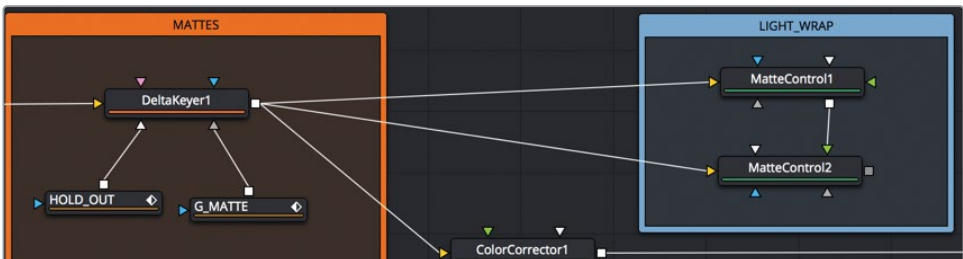 MATTES
LIGHT_WRAP
MatteControl1
DeltaKeyer1
MatteControl2
HOLD_OUT
G_MATTE
ColorCorrector1